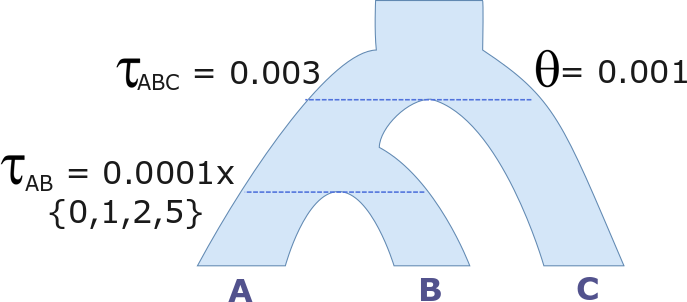 τABC = 0.003
θ= 0.001
τAB = 0.0001x
{0,1,2,5}
A
B
C